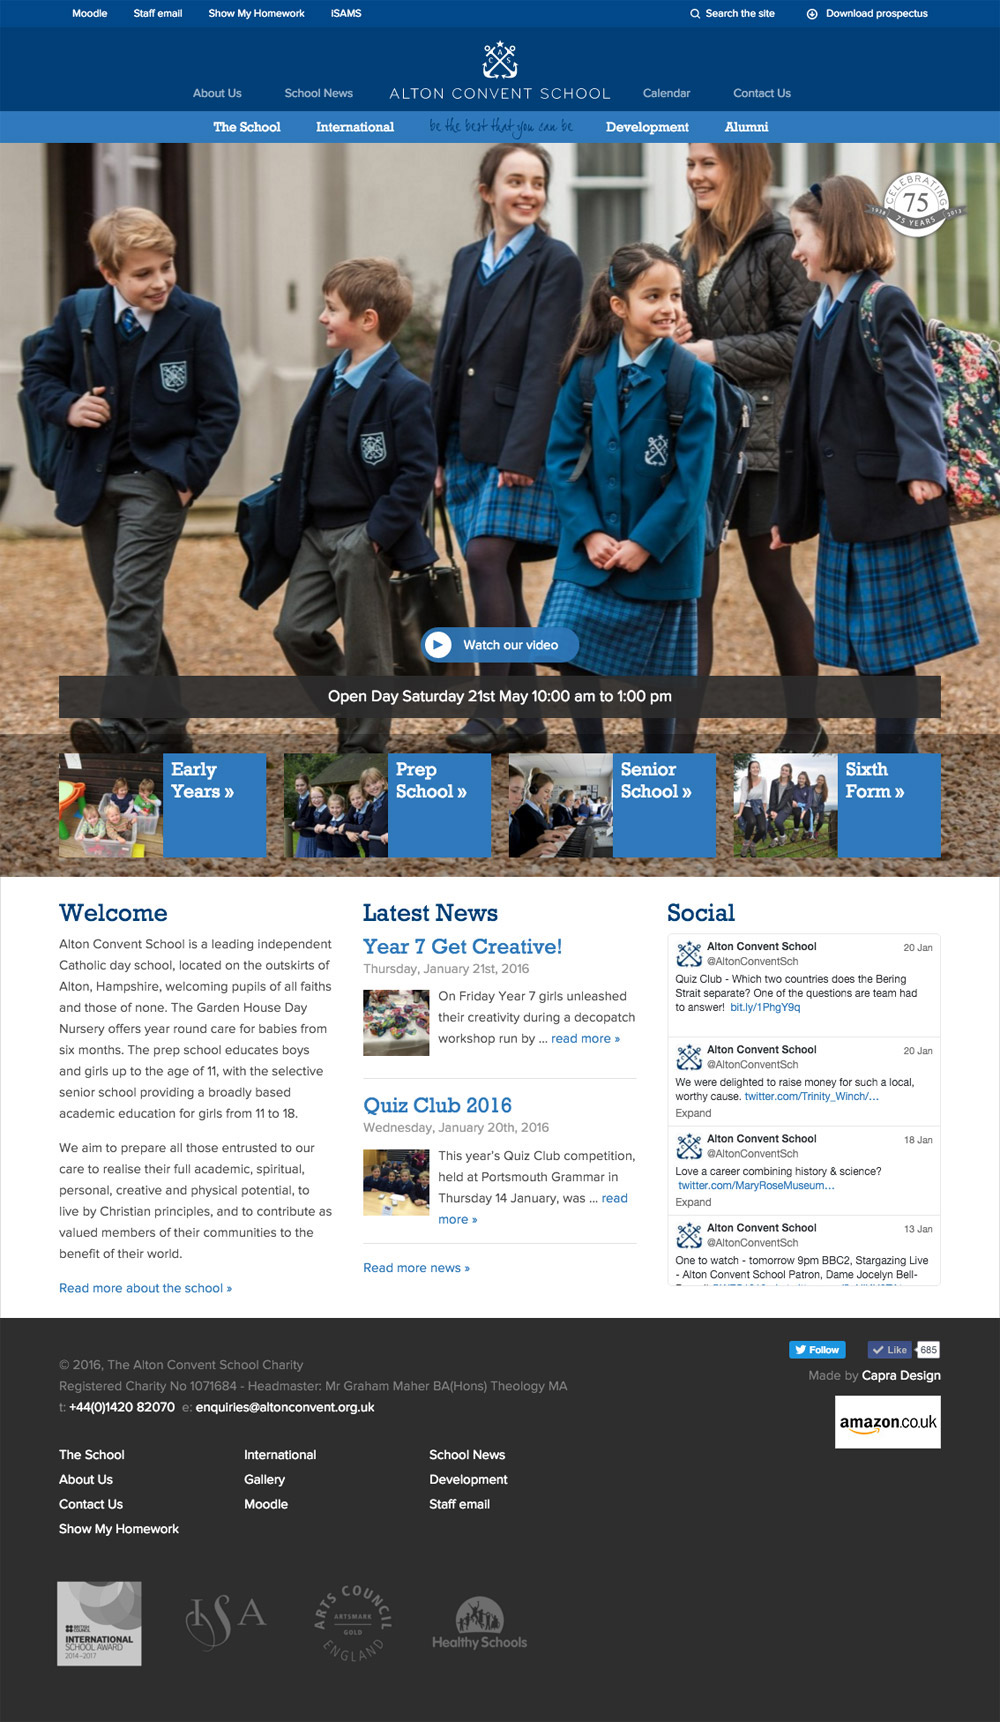 Moodle Staff email Show My Homework iSAMS Search the site Download prospectus
C A S
About Us School News ALTON CONVENT SCHOOL Calendar Contact Us
The School International be the best that you can be Development Alumni
CELEBRATING
75
1938 75 YEARS 2013
Watch our video
Open Day Saturday 21st May 10:00 am to 1:00 pm
Early
Years »
Prep
School »
Senior
School »
Sixth
Form »
Welcome
Alton Convent School is a leading independent
Catholic day school, located on the outskirts of
Alton, Hampshire, welcoming pupils of all faiths
and those of none. The Garden House Day
Nursery offers year round care for babies from
six months. The prep school educates boys
and girls up to the age of 11, with the selective
senior school providing a broadly based
academic education for girls from 11 to 18.
We aim to prepare all those entrusted to our
care to realise their full academic, spiritual,
personal, creative and physical potential, to
live by Christian principles, and to contribute as
valued members of their communities to the
benefit of their world.
Read more about the school »
Latest News
Year 7 Get Creative!
Thursday, January 21st, 2016
On Friday Year 7 girls unleashed
their creativity during a decopatch
workshop run by ... read more »
Quiz Club 2016
Wednesday, January 20th, 2016
This year's Quiz Club competition,
held at Portsmouth Grammar in
Thursday 14 January, was ... read
more »
Read more news »
Social
Alton Convent School 20 Jan
@AltonConventSch
Quiz Club - Which two countries does the Bering
Strait separate? One of the questions are team had
to answer! bit.ly/1PhgY9q
Alton Convent School 20 Jan
@AltonConventSch
We were delighted to raise money for such a local,
worthy cause. twitter.com/Trinity_Winch/…
Expand
Alton Convent School 18 Jan
@AltonConventSch
Love a career combining history & science?
twitter.com/MaryRoseMuseum…
Expand
Alton Convent School 13 Jan
@AltonConventSch
One to watch - tomorrow 9pm BBC2, Stargazing Live
- Alton Convent School Patron, Dame Jocelyn Bell-
© 2016, The Alton Convent School Charity
Registered Charity No 1071684 - Headmaster: Mr Graham Maher BA(Hons) Theology MA
t: +44(0)1420 82070 e: enquiries@altonconvent.org.uk
Follow Like 685
Made by Capra Design
amazon.co.uk
The School International School News
About Us Gallery Development
Contact Us Moodle Staff email
Show My Homework
BRITISH COUNCIL
INTERNATIONAL
SCHOOL AWARD
2014–2017
ISA
ARTS COUNCIL
ARTSMARK
GOLD
ENGLAND
Healthy Schools